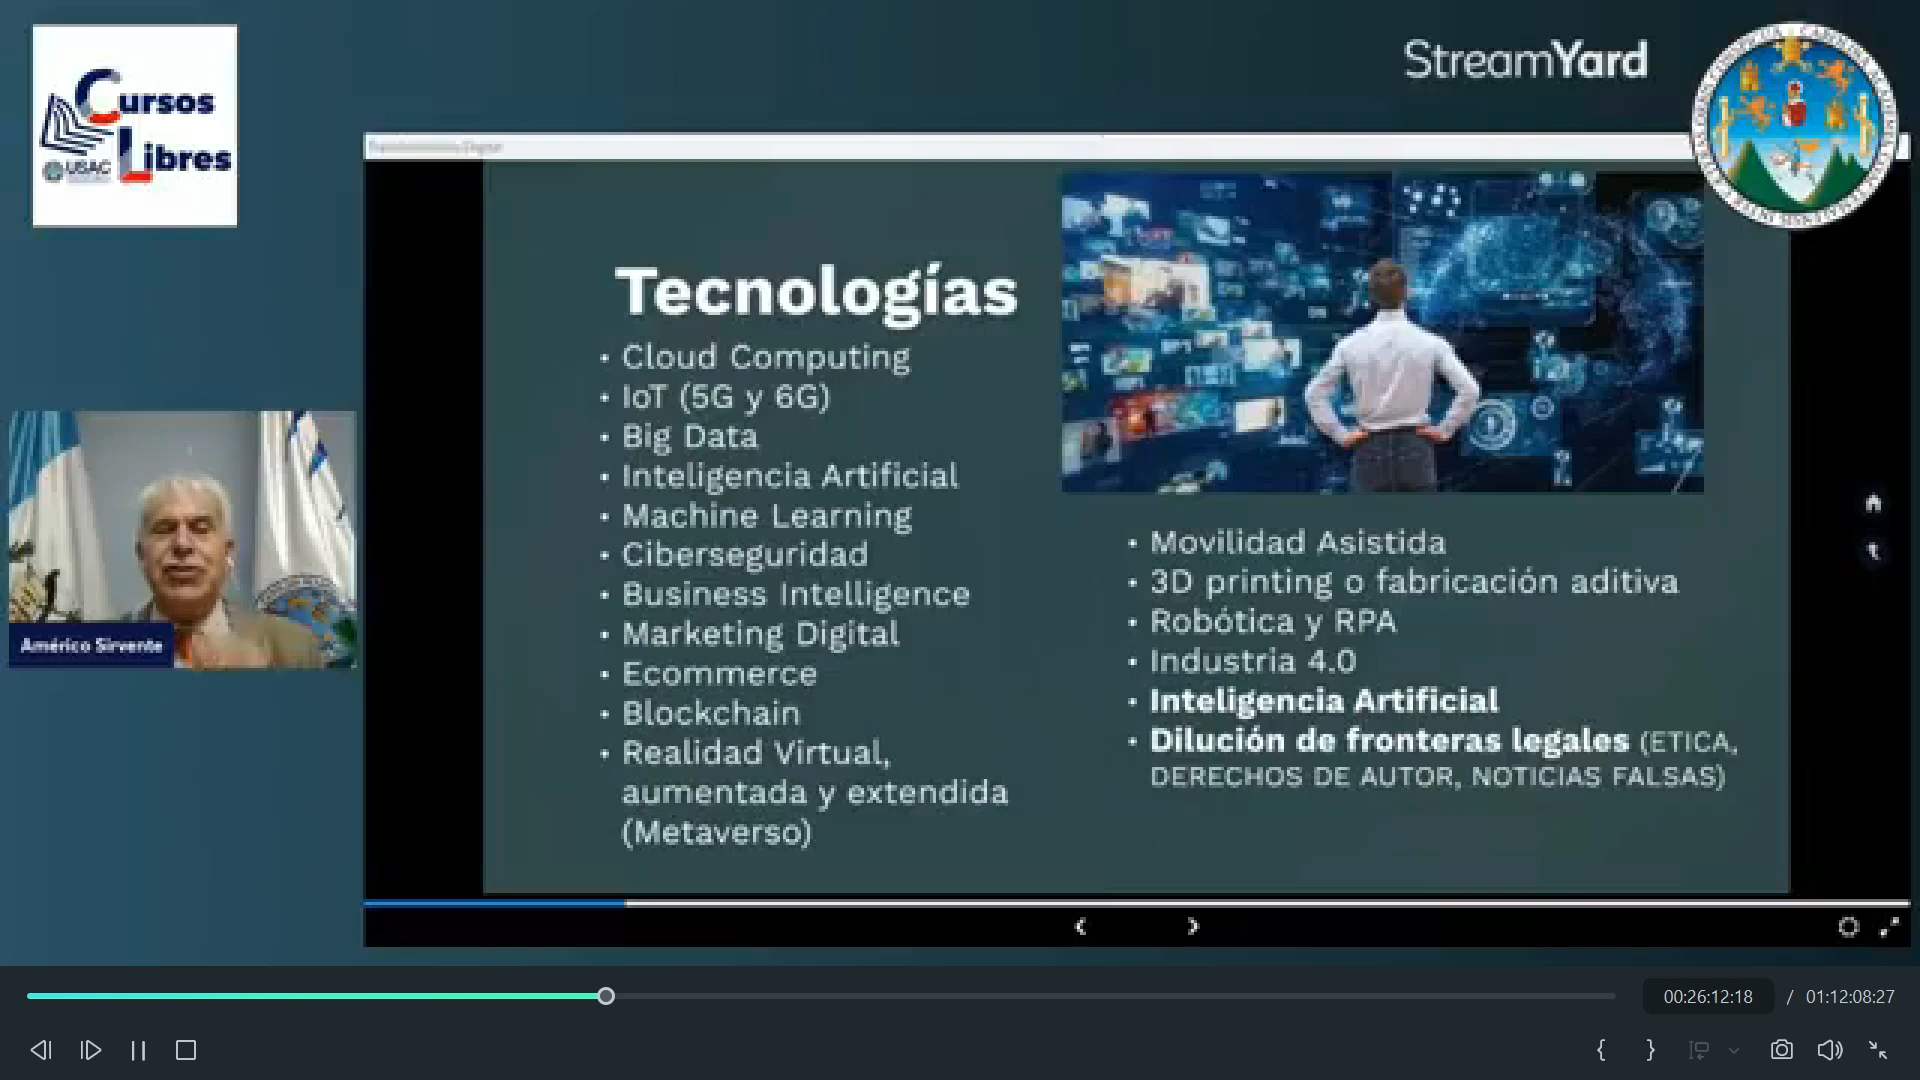 Cursos
Libres
USAC
StreamYard
Tecnologías
• Cloud Computing
• IoT (5G y 6G)
• Big Data
• Inteligencia Artificial
• Machine Learning
• Ciberseguridad
• Business Intelligence
• Marketing Digital
• Ecommerce
• Blockchain
• Realidad Virtual,
aumentada y extendida
(Metaverso)
• Movilidad Asistida
• 3D printing o fabricación aditiva
• Robótica y RPA
• Industria 4.0
• Inteligencia Artificial
• Dilución de fronteras legales (ETICA,
DERECHOS DE AUTOR, NOTICIAS FALSAS)
Américo Sirvente
00:26:12:18 / 01:12:08:27